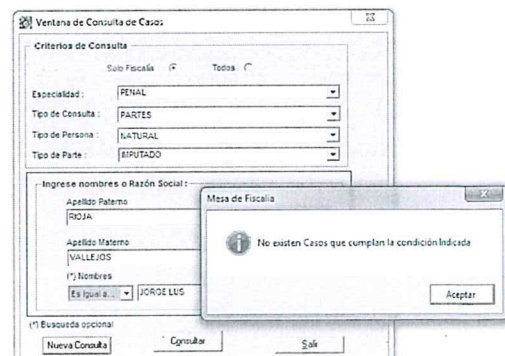 Ventana de Consulta de Casos
Criterios de Consulta
Solo Fiscalía Todos
Especialidad : PENAL
Tipo de Consulta : PARTES
Tipo de Persona : NATURAL
Tipo de Parte : IMPUTADO
Ingrese nombres o Razón Social :
Apellido Paterno
RIOJA
Apellido Materno
VALLEJOS
(*) Nombres
Es Igual a... JORGE LUS
(*) Busqueda opcional
Nueva Consulta Consultar Salir
Mesa de Fiscalia
No existen Casos que cumplan la condición Indicada
Aceptar